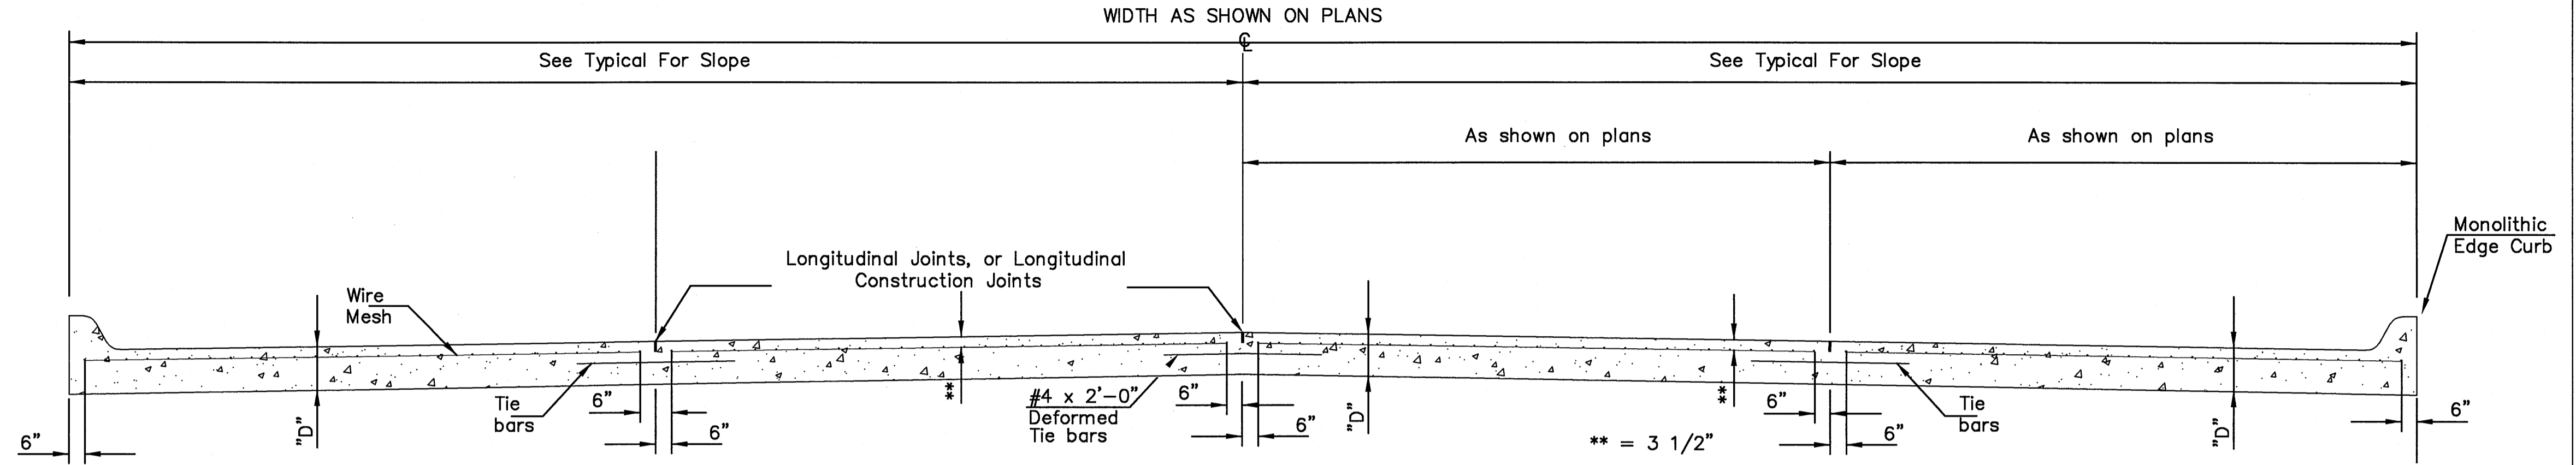 WIDTH AS SHOWN ON PLANS
℄
See Typical For Slope
See Typical For Slope
As shown on plans
As shown on plans
Monolithic
Edge Curb
Longitudinal Joints, or Longitudinal
Construction Joints
Wire
Mesh
Tie
bars
#4 x 2'-0"
Deformed
Tie bars
Tie
bars
6"
"D"
6"
6"
**
6"
6"
"D"
** = 3 1/2"
**
6"
6"
"D"
6"